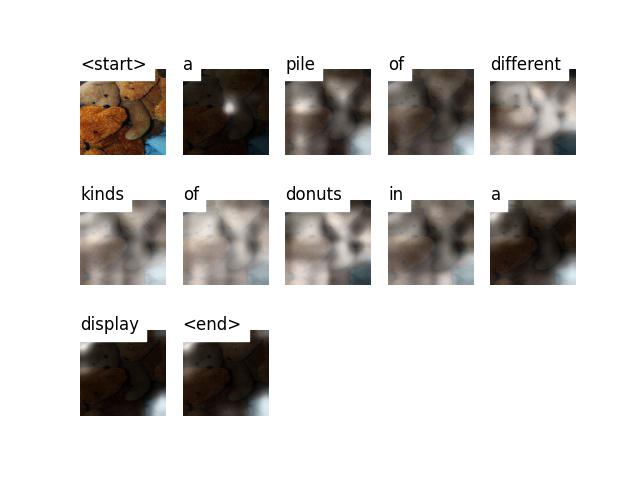 <start> a pile of different
kinds of donuts in a
display <end>